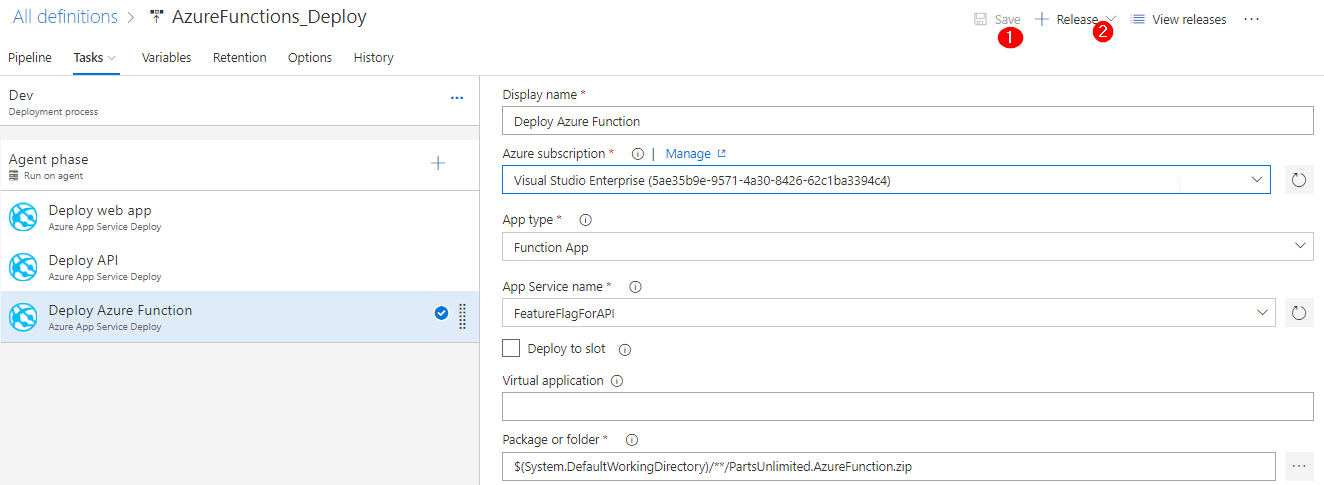 All definitions > AzureFunctions_Deploy
Save + Release View releases ...
1 2
Pipeline Tasks Variables Retention Options History
Dev
Deployment process
...
Agent phase
Run on agent
+
Deploy web app
Azure App Service Deploy
Deploy API
Azure App Service Deploy
Deploy Azure Function
Azure App Service Deploy
Display name *
Deploy Azure Function
Azure subscription * | Manage
Visual Studio Enterprise (5ae35b9e-9571-4a30-8426-62c1ba3394c4)
App type *
Function App
App Service name *
FeatureFlagForAPI
Deploy to slot
Virtual application
Package or folder *
$(System.DefaultWorkingDirectory)/**/PartsUnlimited.AzureFunction.zip
...